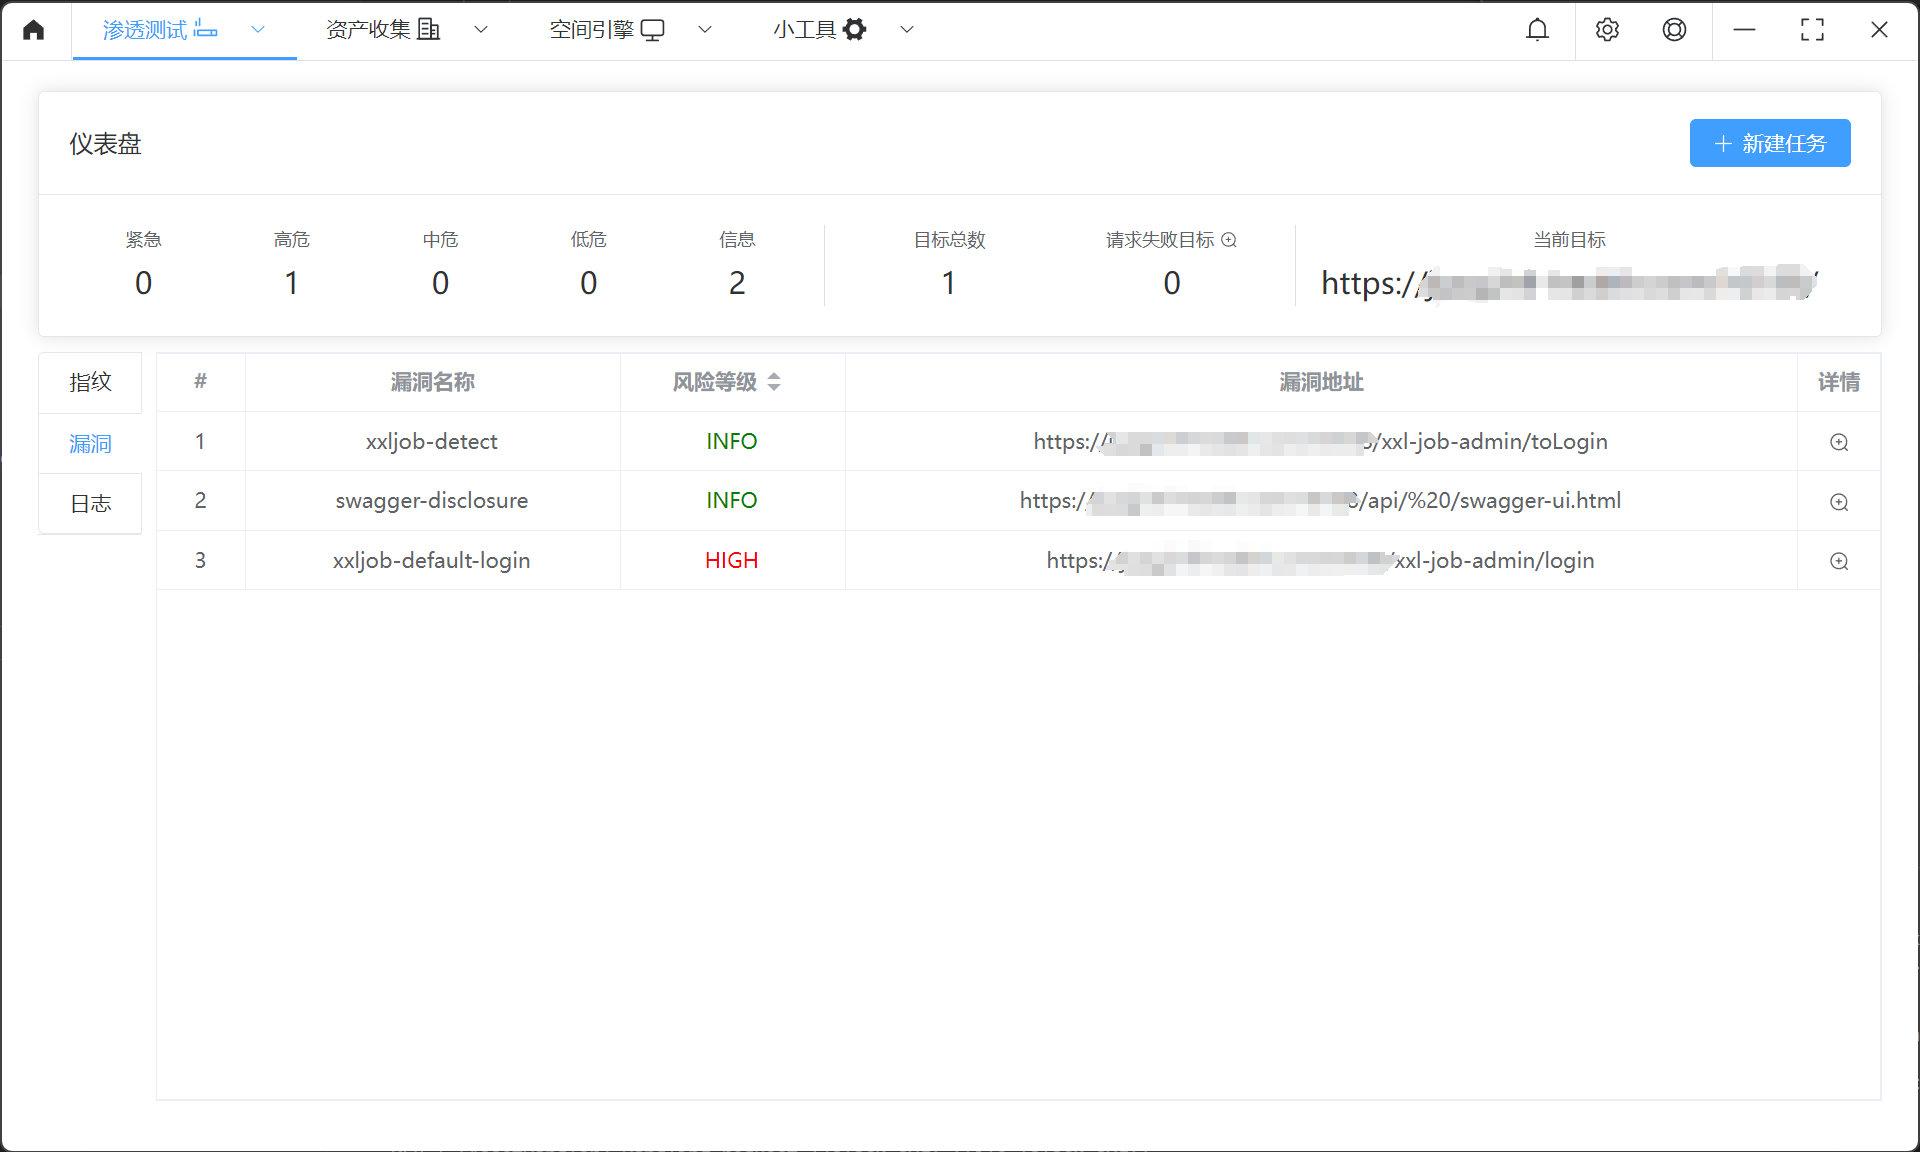 渗透测试 资产收集 空间引擎 小工具
仪表盘
新建任务
紧急 高危 中危 低危 信息 目标总数 请求失败目标 当前目标
0 1 0 0 2 1 0 https://
指纹
漏洞
日志
# 漏洞名称 风险等级 漏洞地址 详情
1 xxljob-detect INFO https:// /xxl-job-admin/toLogin
2 swagger-disclosure INFO https:// /api/%20/swagger-ui.html
3 xxljob-default-login HIGH https:// xxl-job-admin/login